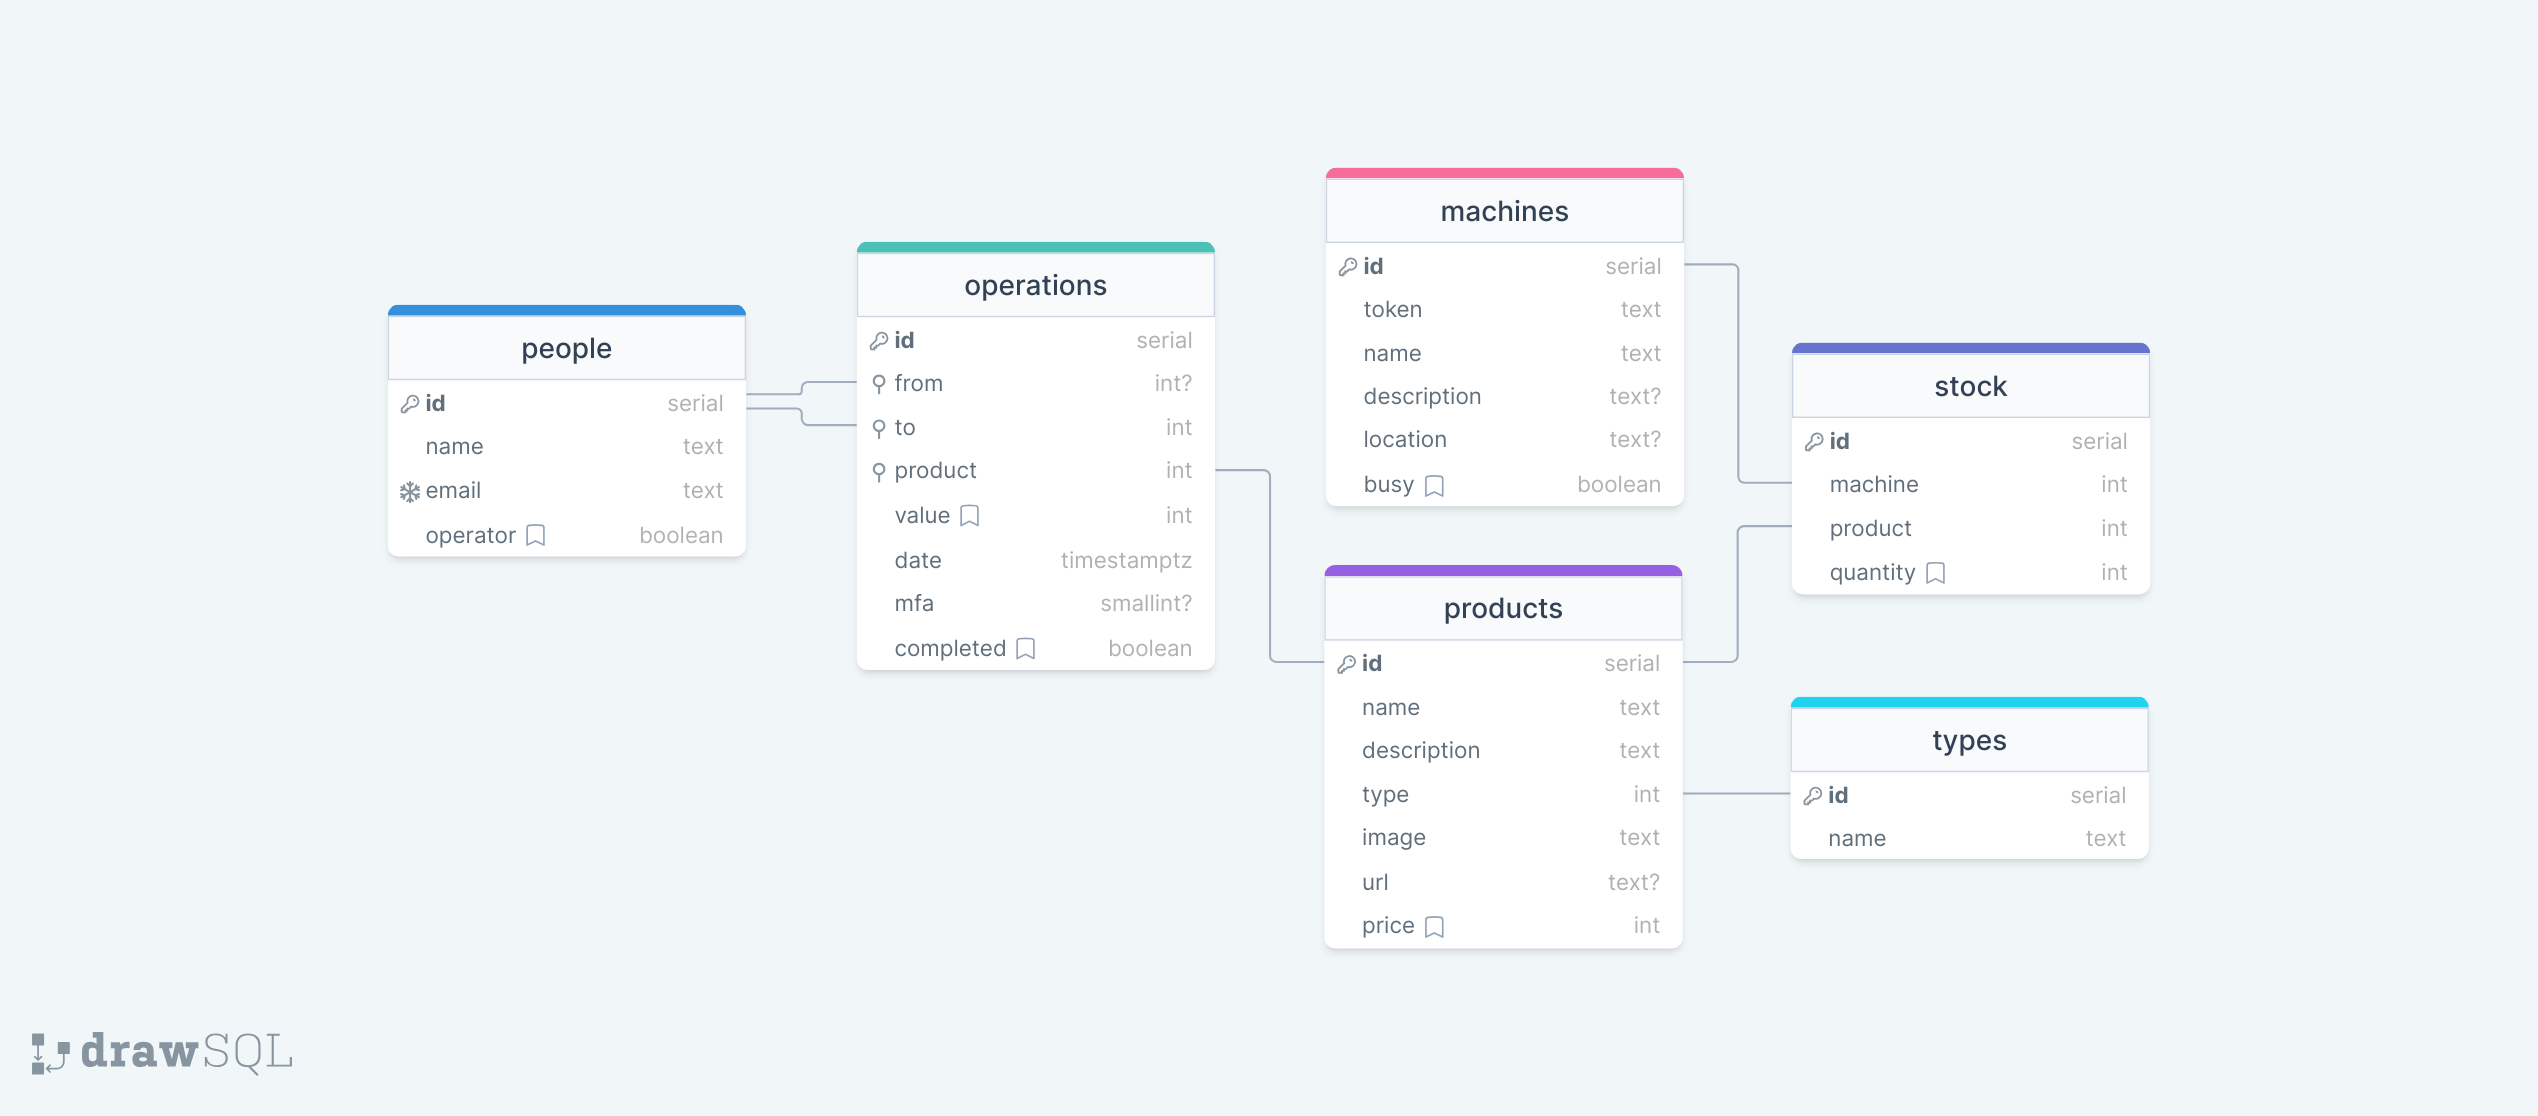 people
id serial
name text
email text
operator boolean
operations
id serial
from int?
to int
product int
value int
date timestamptz
mfa smallint?
completed boolean
machines
id serial
token text
name text
description text?
location text?
busy boolean
products
id serial
name text
description text
type int
image text
url text?
price int
stock
id serial
machine int
product int
quantity int
types
id serial
name text
drawSQL